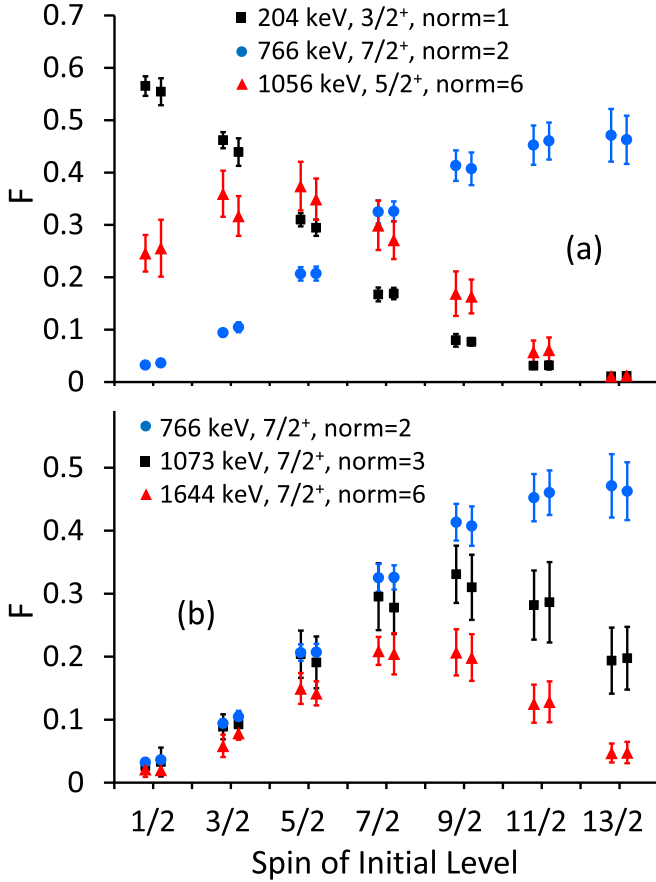 0.7
0.6
0.5
0.4
0.3
0.2
0.1
0
F
204 keV, 3/2⁺, norm=1
766 keV, 7/2⁺, norm=2
1056 keV, 5/2⁺, norm=6
(a)
766 keV, 7/2⁺, norm=2
1073 keV, 7/2⁺, norm=3
1644 keV, 7/2⁺, norm=6
0.5
0.4
0.3
0.2
0.1
0
F
(b)
1/2 3/2 5/2 7/2 9/2 11/2 13/2
Spin of Initial Level